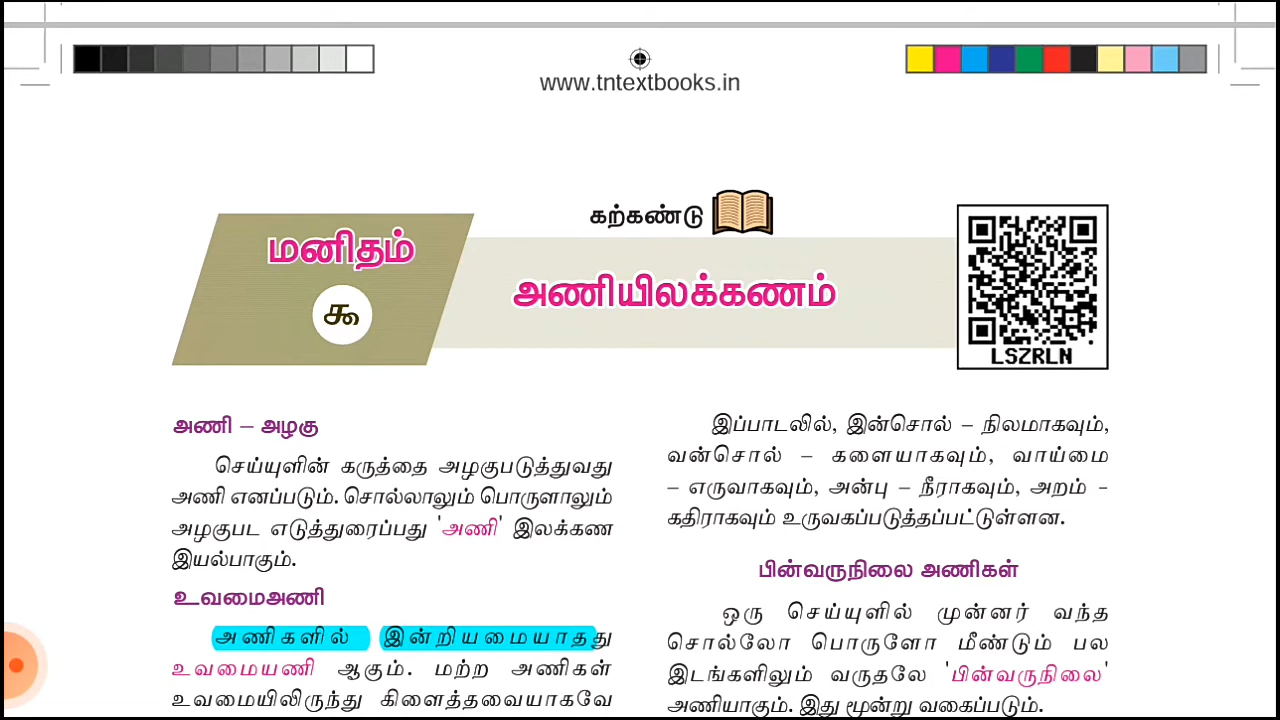 www.tntextbooks.in
கற்கண்டு
மனிதம்
௯
அணியிலக்கணம்
LSZRLN
அணி – அழகு
செய்யுளின் கருத்தை அழகுபடுத்துவது
அணி எனப்படும். சொல்லாலும் பொருளாலும்
அழகுபட எடுத்துரைப்பது 'அணி' இலக்கண
இயல்பாகும்.
உவமைஅணி
அணிகளில் இன்றியமையாதது
உவமையணி ஆகும். மற்ற அணிகள்
உவமையிலிருந்து கிளைத்தவையாகவே
இப்பாடலில், இன்சொல் – நிலமாகவும்,
வன்சொல் – களையாகவும், வாய்மை
– எருவாகவும், அன்பு – நீராகவும், அறம் -
கதிராகவும் உருவகப்படுத்தப்பட்டுள்ளன.
பின்வருநிலை அணிகள்
ஒரு செய்யுளில் முன்னர் வந்த
சொல்லோ பொருளோ மீண்டும் பல
இடங்களிலும் வருதலே 'பின்வருநிலை'
அணியாகும். இது மூன்று வகைப்படும்.